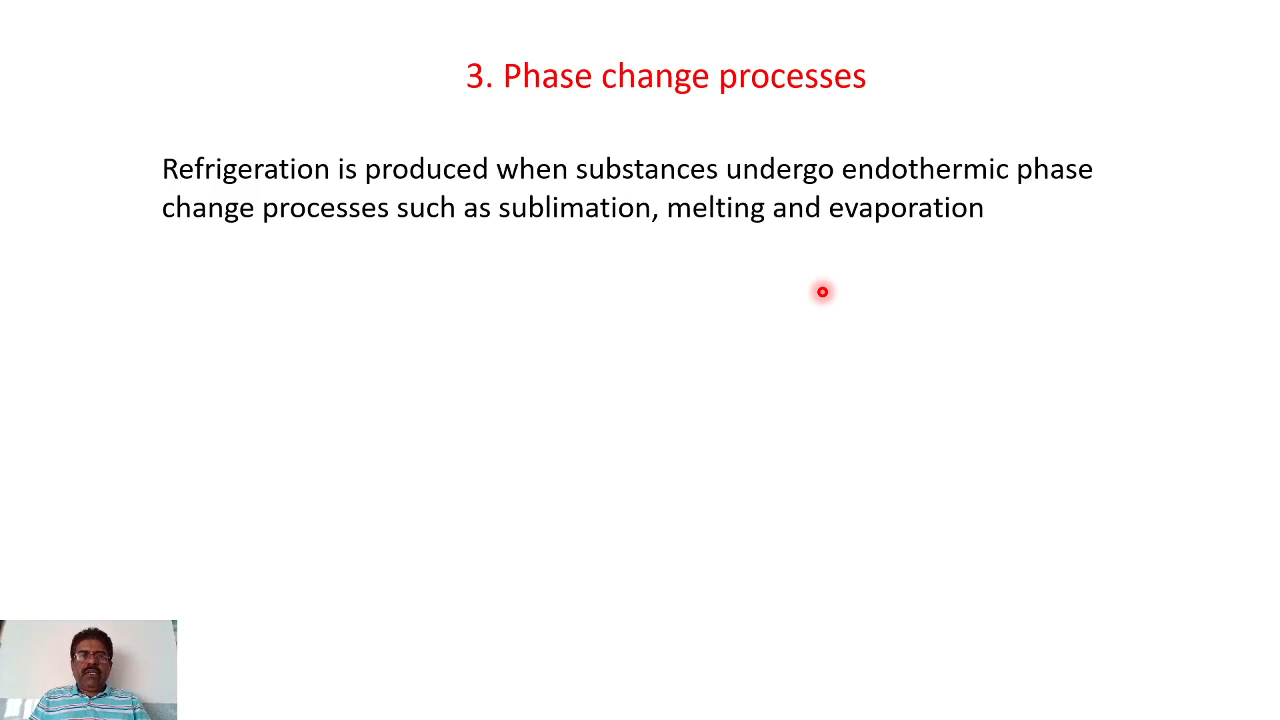 3. Phase change processes
Refrigeration is produced when substances undergo endothermic phase
change processes such as sublimation, melting and evaporation